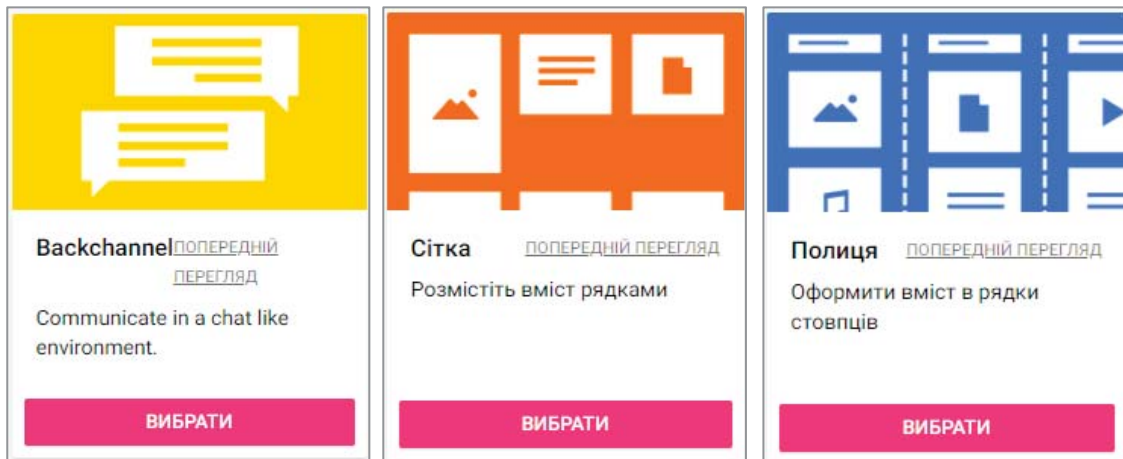 Backchannel ПОПЕРЕДНІЙ
ПЕРЕГЛЯД
Communicate in a chat like
environment.
ВИБРАТИ
Сітка ПОПЕРЕДНІЙ ПЕРЕГЛЯД
Розмістіть вміст рядками
ВИБРАТИ
Полиця ПОПЕРЕДНІЙ ПЕРЕГЛЯД
Оформити вміст в рядки
стовпців
ВИБРАТИ